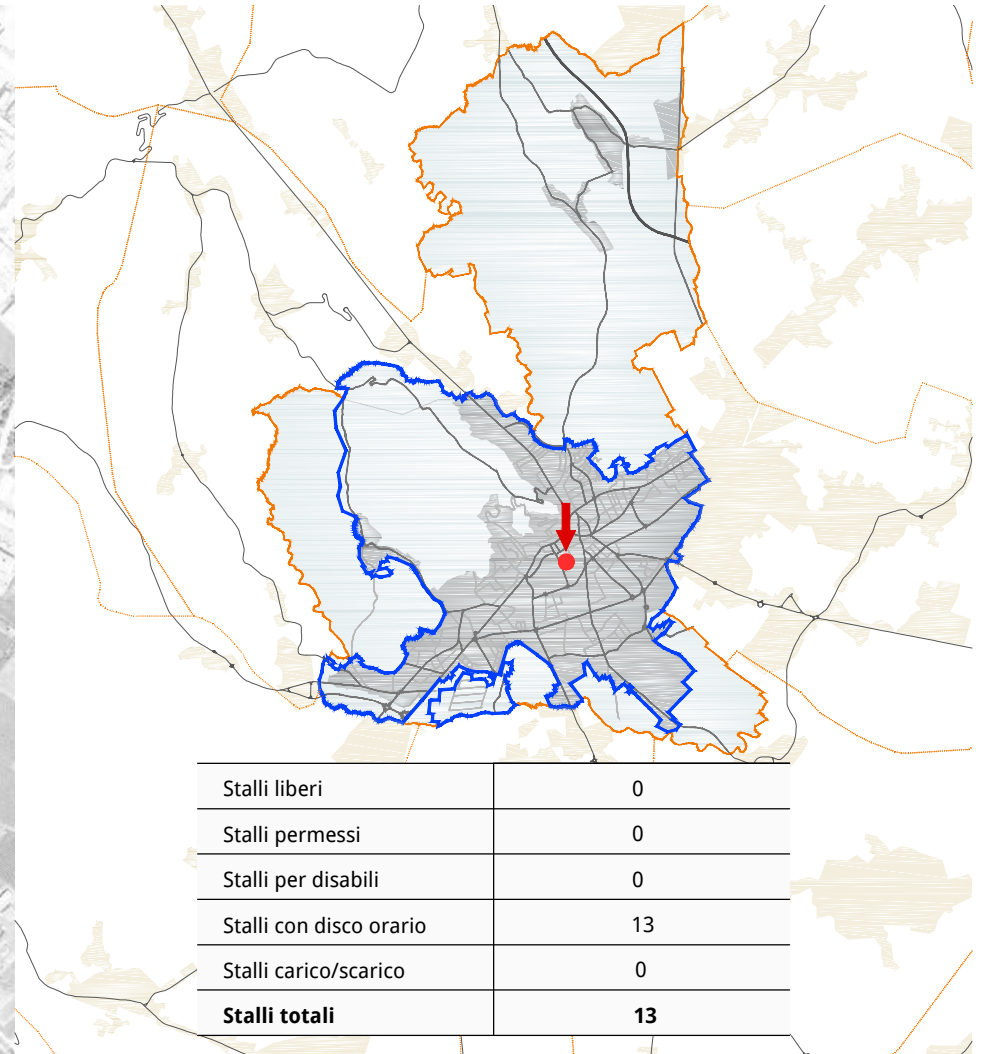 Stalli liberi 0
Stalli permessi 0
Stalli per disabili 0
Stalli con disco orario 13
Stalli carico/scarico 0
Stalli totali 13